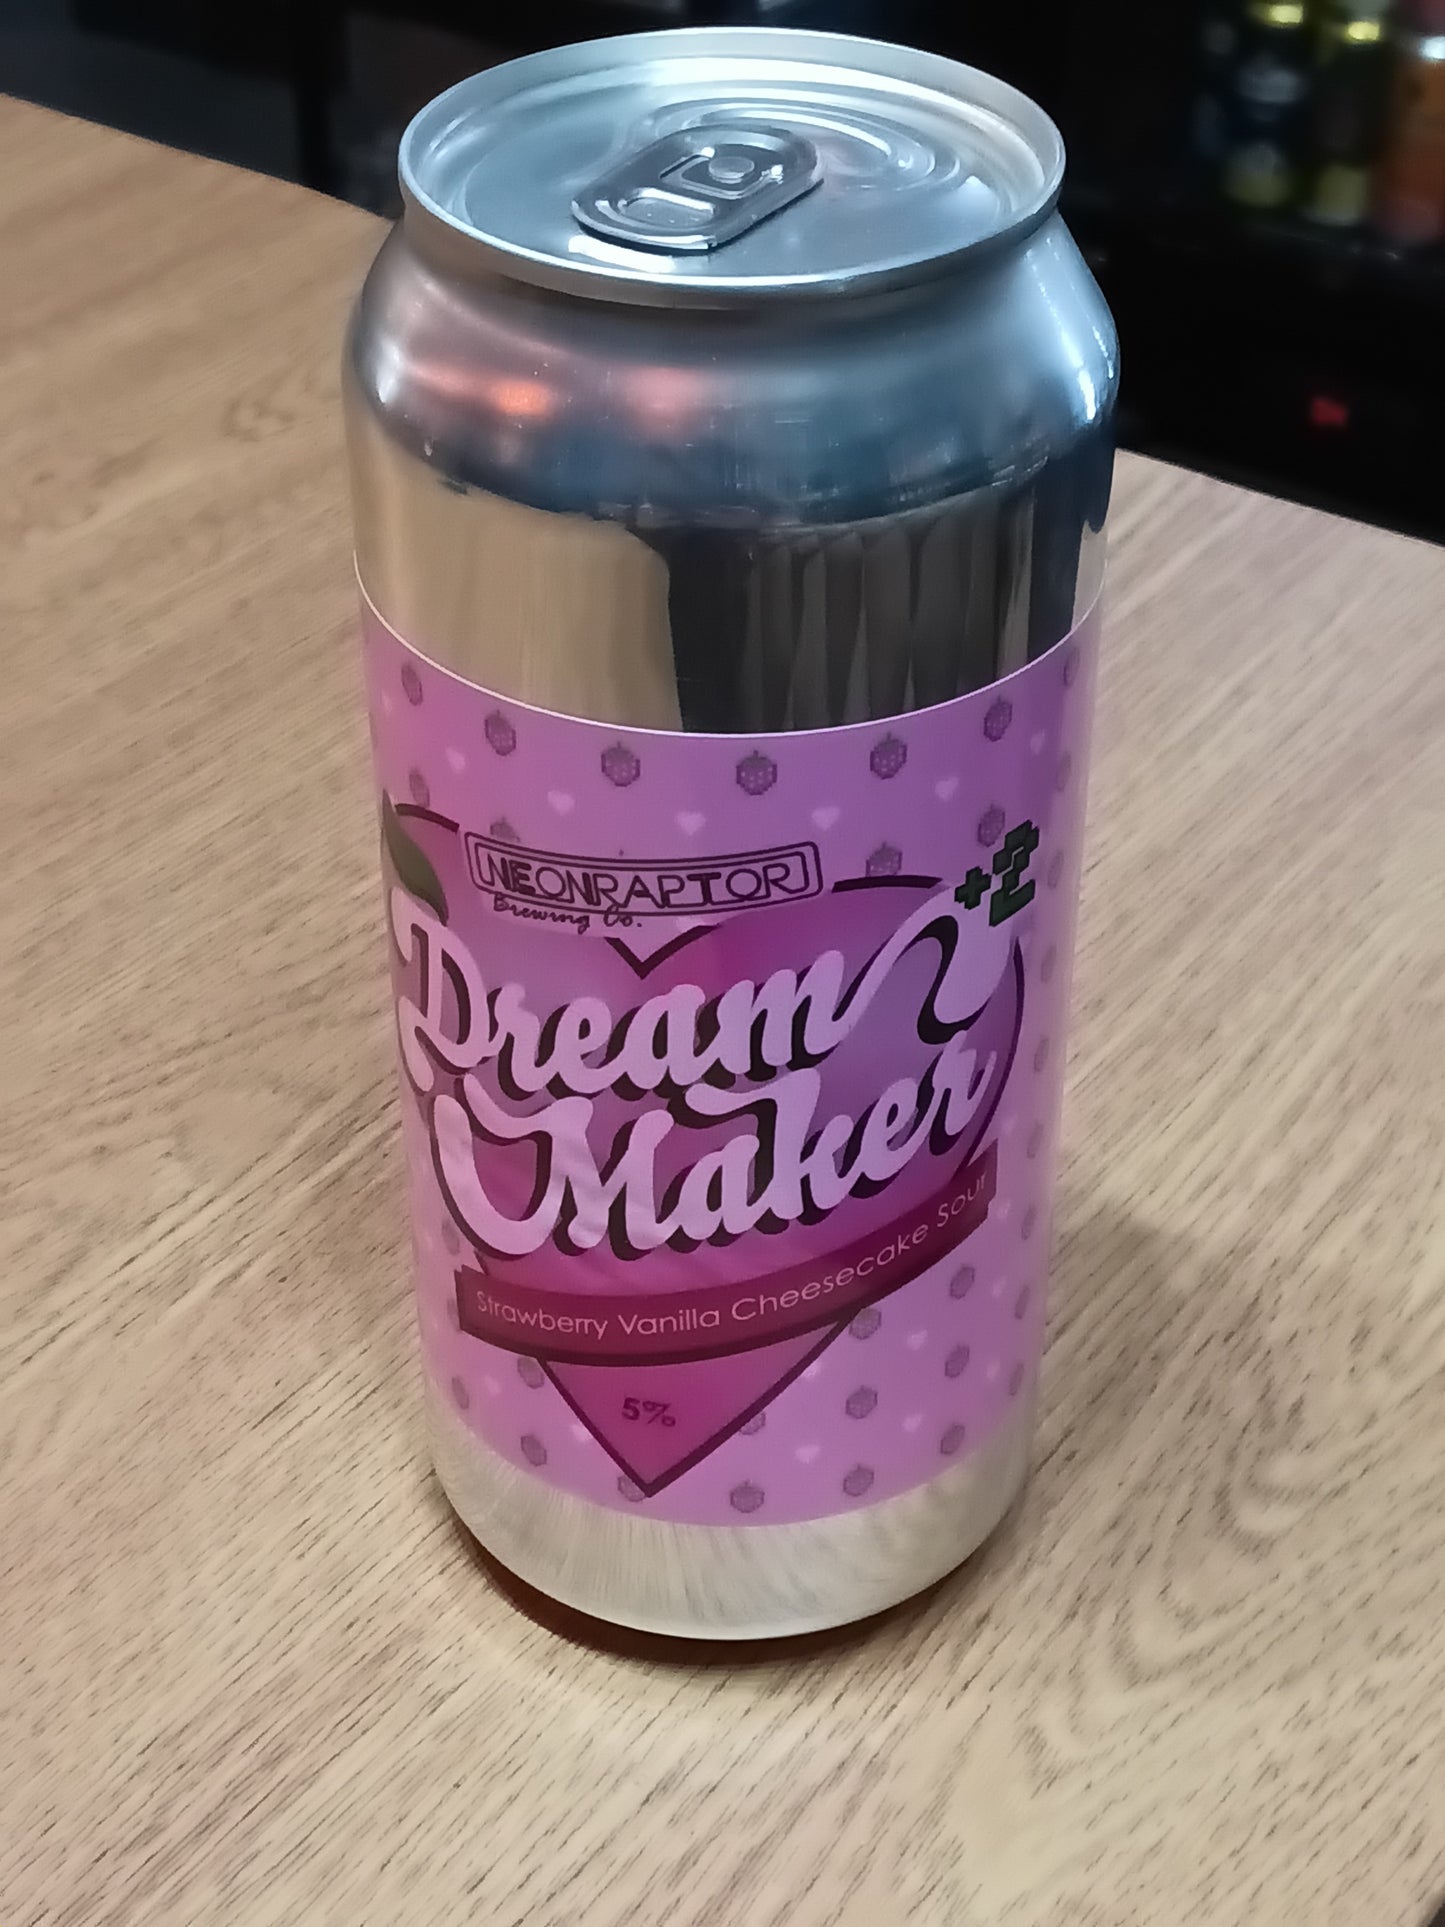 NEONRAPTOR
Brewing Co.
+2
Dream
Maker
Strawberry Vanilla Cheesecake Sour
5%